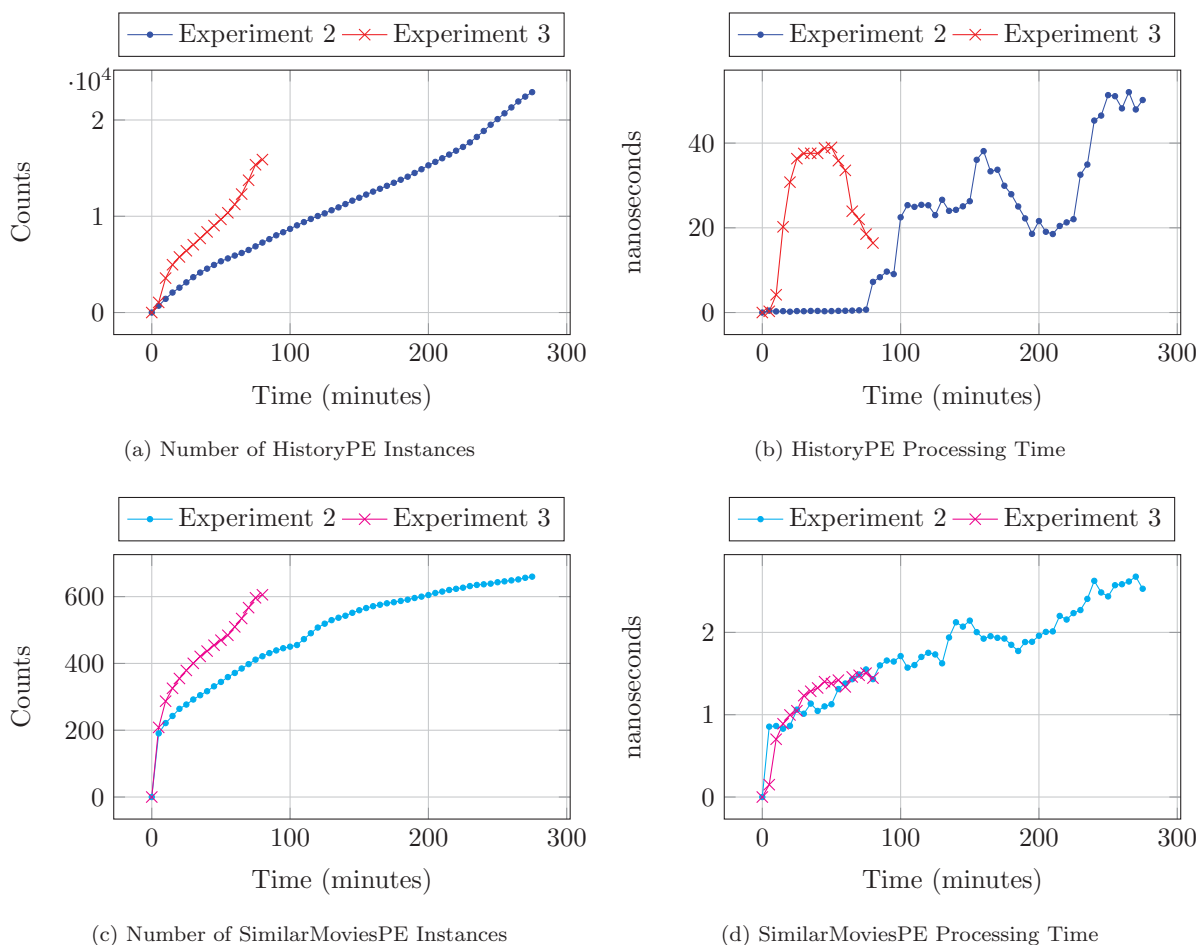 Experiment 2 Experiment 3
Experiment 2 Experiment 3
·10^4
2
1
0
Counts
0 100 200 300
Time (minutes)
(a) Number of HistoryPE Instances
40
20
0
nanoseconds
0 100 200 300
Time (minutes)
(b) HistoryPE Processing Time
Experiment 2 Experiment 3
Experiment 2 Experiment 3
600
400
200
0
Counts
0 100 200 300
Time (minutes)
(c) Number of SimilarMoviesPE Instances
2
1
0
nanoseconds
0 100 200 300
Time (minutes)
(d) SimilarMoviesPE Processing Time